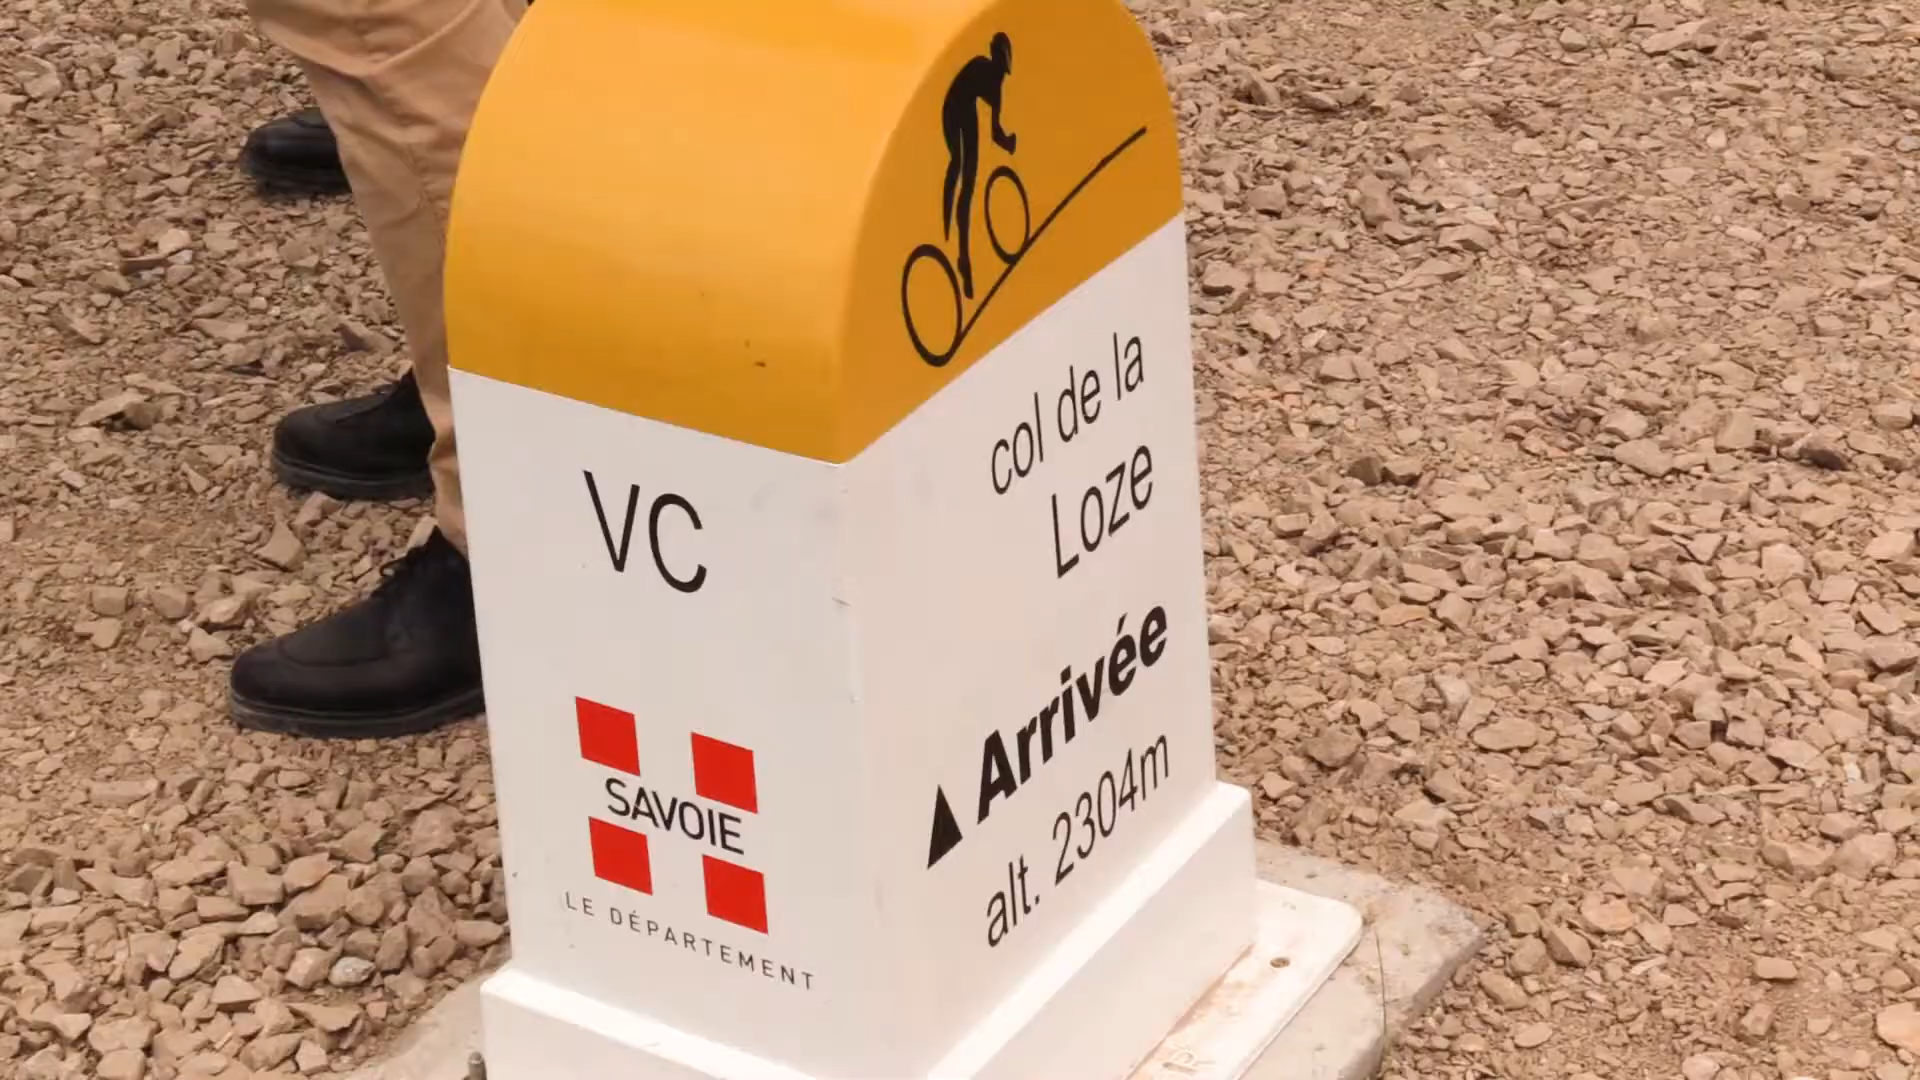 VC
SAVOIE
LE DÉPARTEMENT
col de la
Loze
Arrivée
alt. 2304m